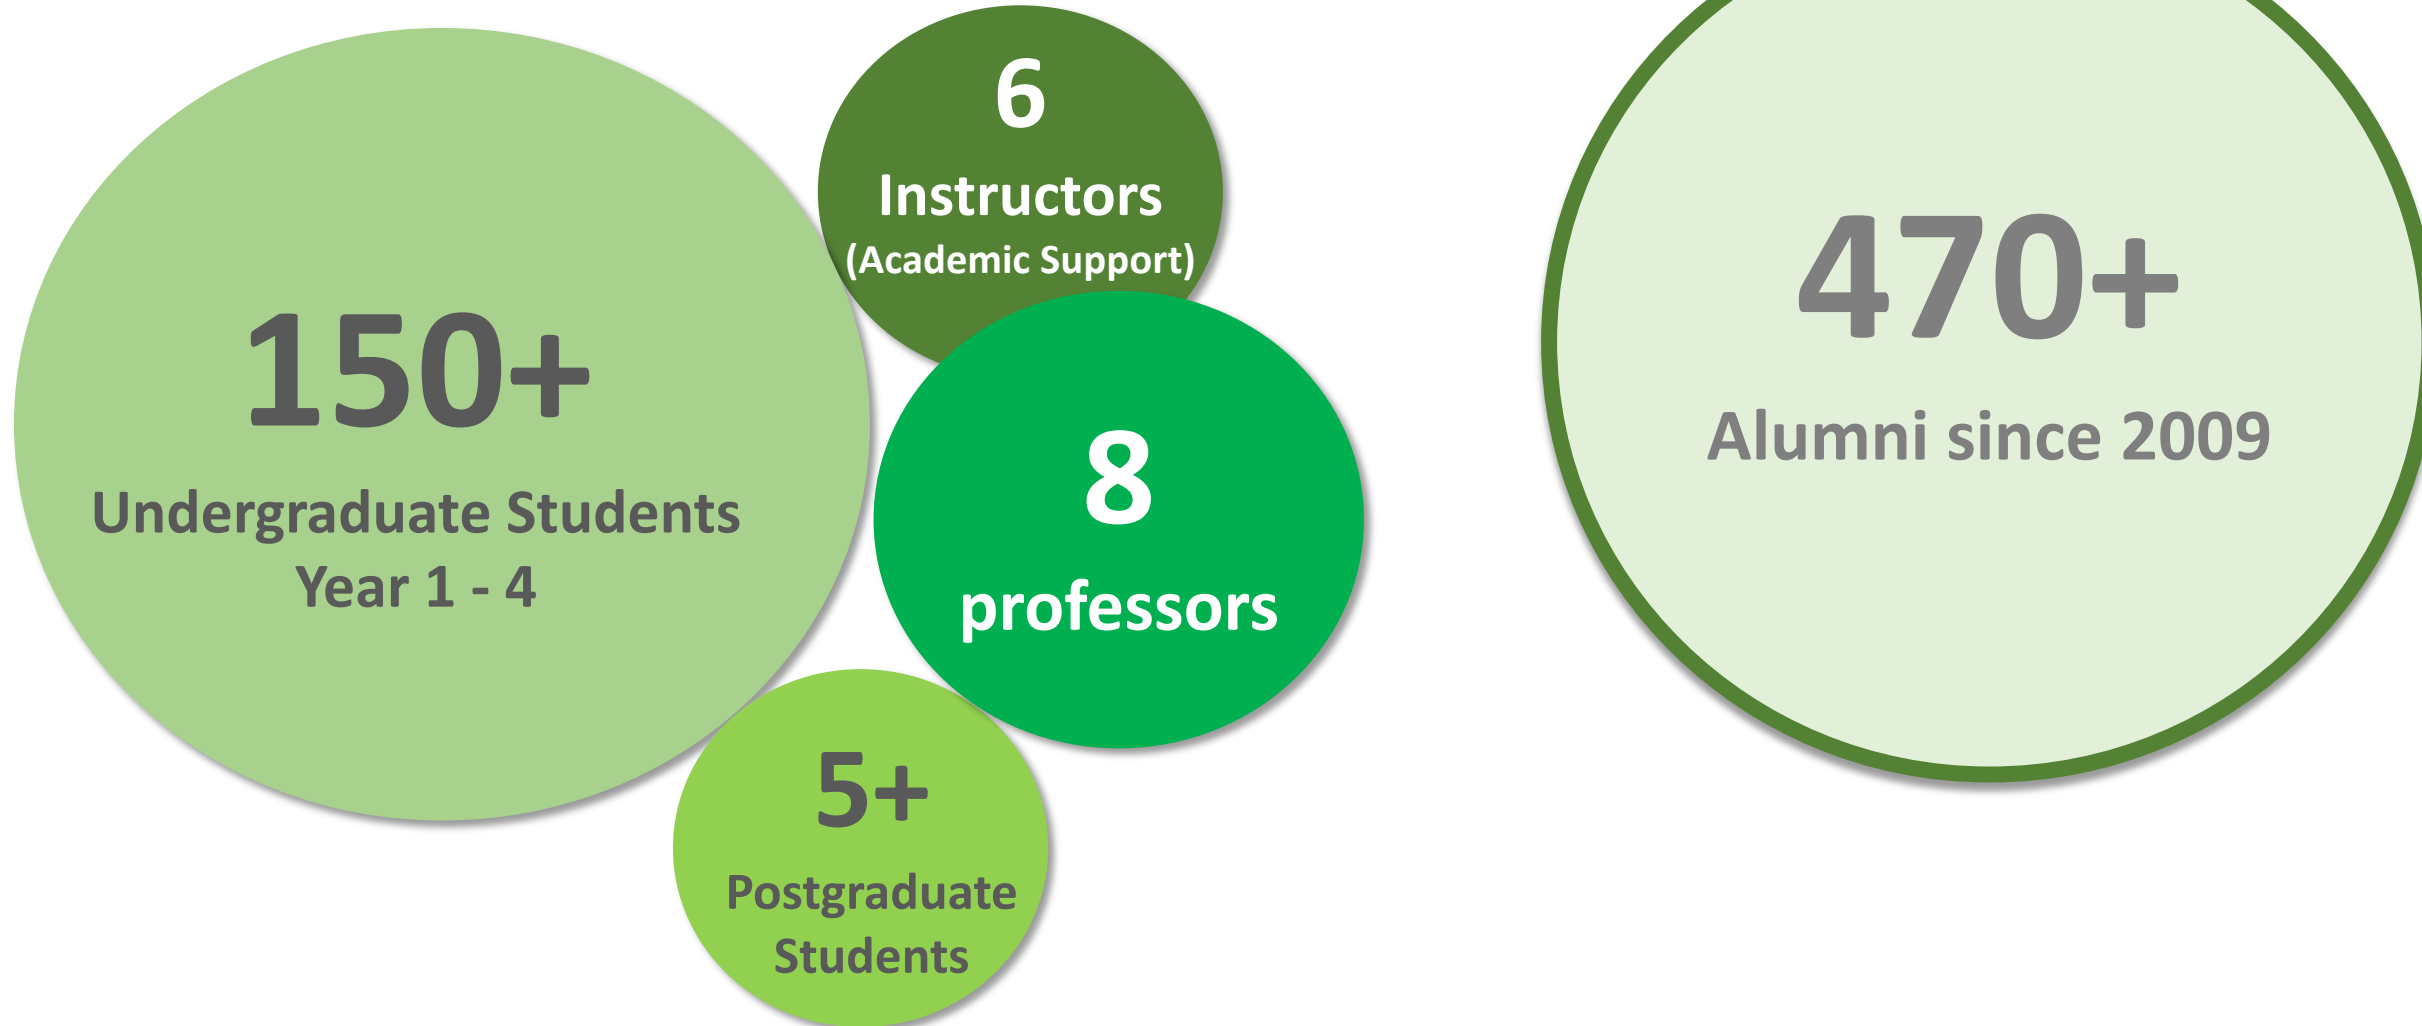 150+
Undergraduate Students
Year 1 - 4
6
Instructors
(Academic Support)
8
professors
5+
Postgraduate
Students
470+
Alumni since 2009